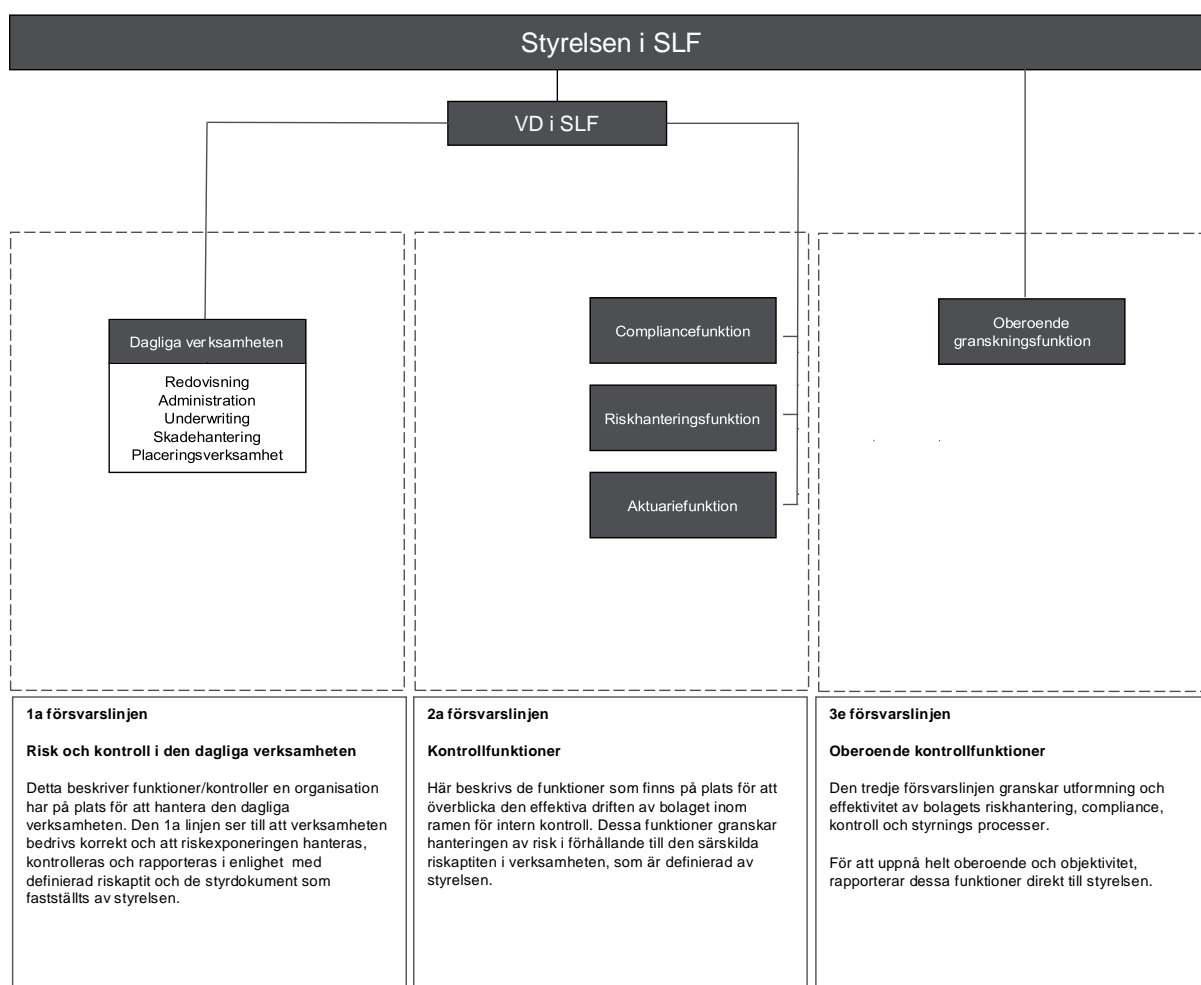 Styrelsen i SLF
VD i SLF
Dagliga verksamheten
Redovisning
Administration
Underwriting
Skadehantering
Placeringsverksamhet
Compliancefunktion
Riskhanteringsfunktion
Aktuariefunktion
Oberoende
granskningsfunktion
1a försvarslinjen
Risk och kontroll i den dagliga verksamheten
Detta beskriver funktioner/kontroller en organisation
har på plats för att hantera den dagliga
verksamheten. Den 1a linjen ser till att verksamheten
bedrivs korrekt och att riskexponeringen hanteras,
kontrolleras och rapporteras i enlighet med
definierad riskaptit och de styrdokument som
fastställts av styrelsen.
2a försvarslinjen
Kontrollfunktioner
Här beskrivs de funktioner som finns på plats för att
överblicka den effektiva driften av bolaget inom
ramen för intern kontroll. Dessa funktioner granskar
hanteringen av risk i förhållande till den särskilda
riskaptiten i verksamheten, som är definierad av
styrelsen.
3e försvarslinjen
Oberoende kontrollfunktioner
Den tredje försvarslinjen granskar utformning och
effektivitet av bolagets riskhantering, compliance,
kontroll och styrnings processer.
För att uppnå helt oberoende och objektivitet,
rapporterar dessa funktioner direkt till styrelsen.